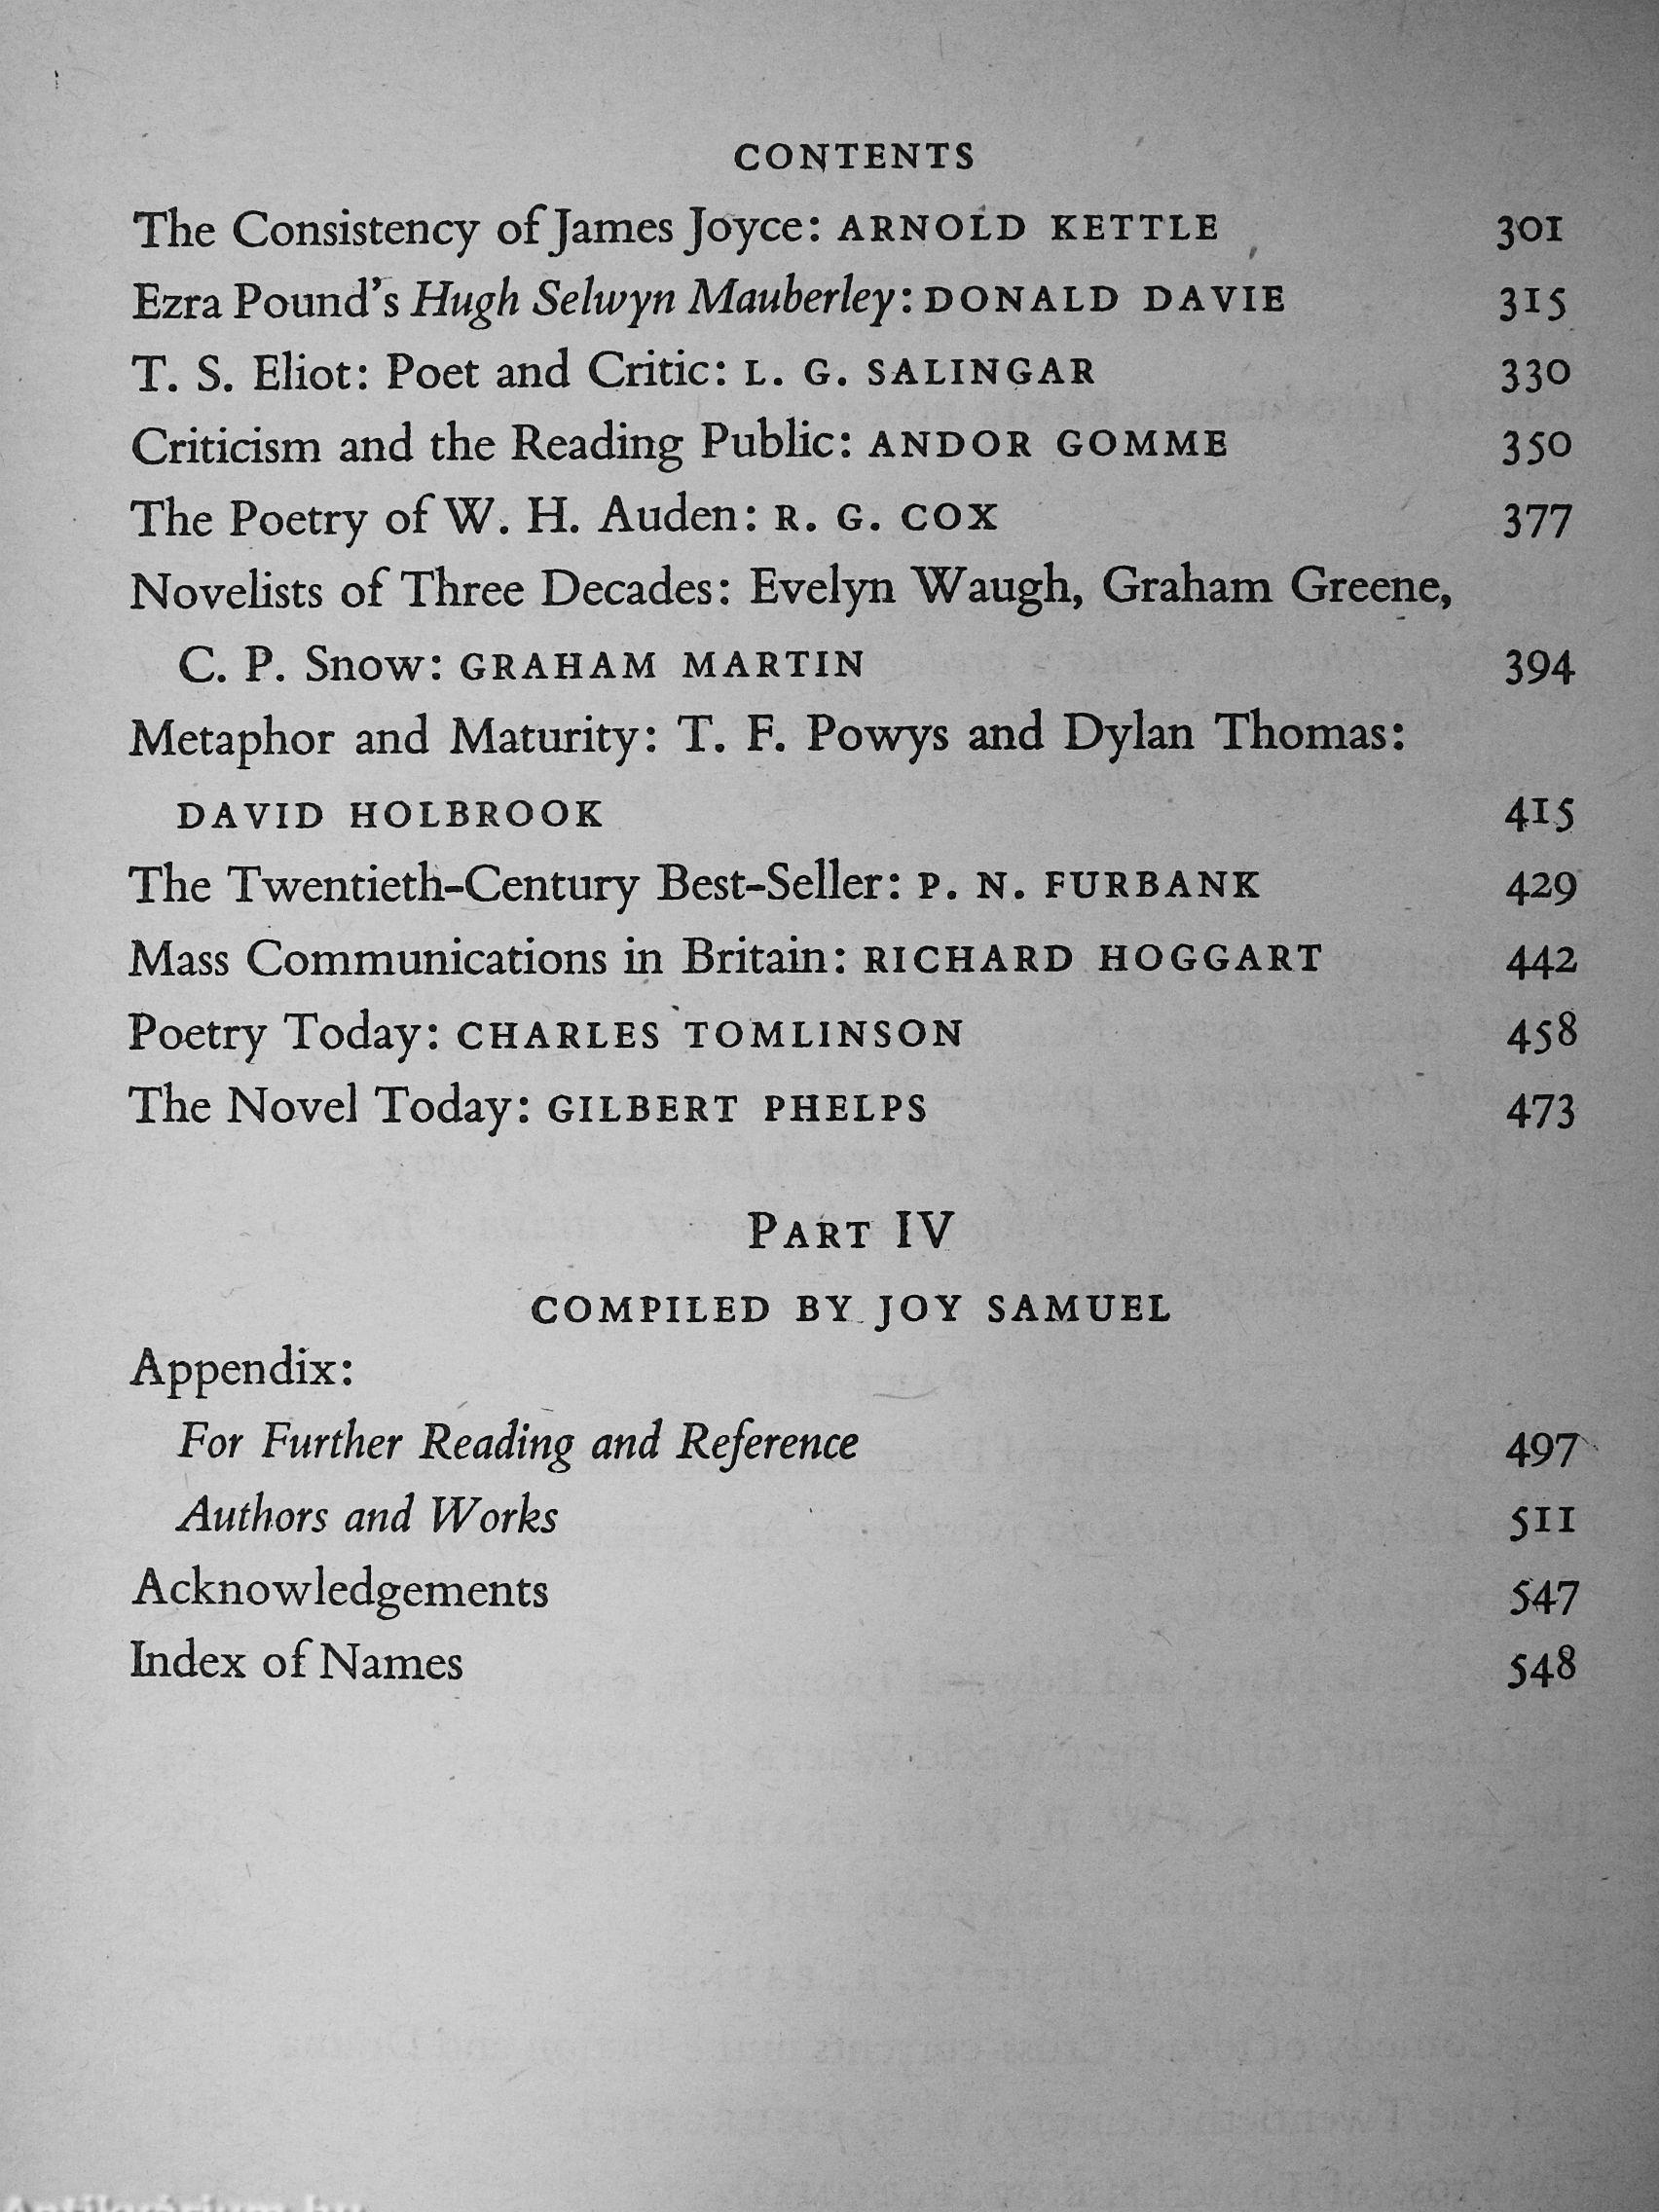 CONTENTS
The Consistency of James Joyce: ARNOLD KETTLE 301
Ezra Pound's Hugh Selwyn Mauberley: DONALD DAVIE 315
T. S. Eliot: Poet and Critic: L. G. SALINGAR 330
Criticism and the Reading Public: ANDOR GOMME 350
The Poetry of W. H. Auden: R. G. COX 377
Novelists of Three Decades: Evelyn Waugh, Graham Greene,
C. P. Snow: GRAHAM MARTIN 394
Metaphor and Maturity: T. F. Powys and Dylan Thomas:
DAVID HOLBROOK 415
The Twentieth-Century Best-Seller: P. N. FURBANK 429
Mass Communications in Britain: RICHARD HOGGART 442
Poetry Today: CHARLES TOMLINSON 458
The Novel Today: GILBERT PHELPS 473
PART IV
COMPILED BY JOY SAMUEL
Appendix:
For Further Reading and Reference 497
Authors and Works 511
Acknowledgements 547
Index of Names 548